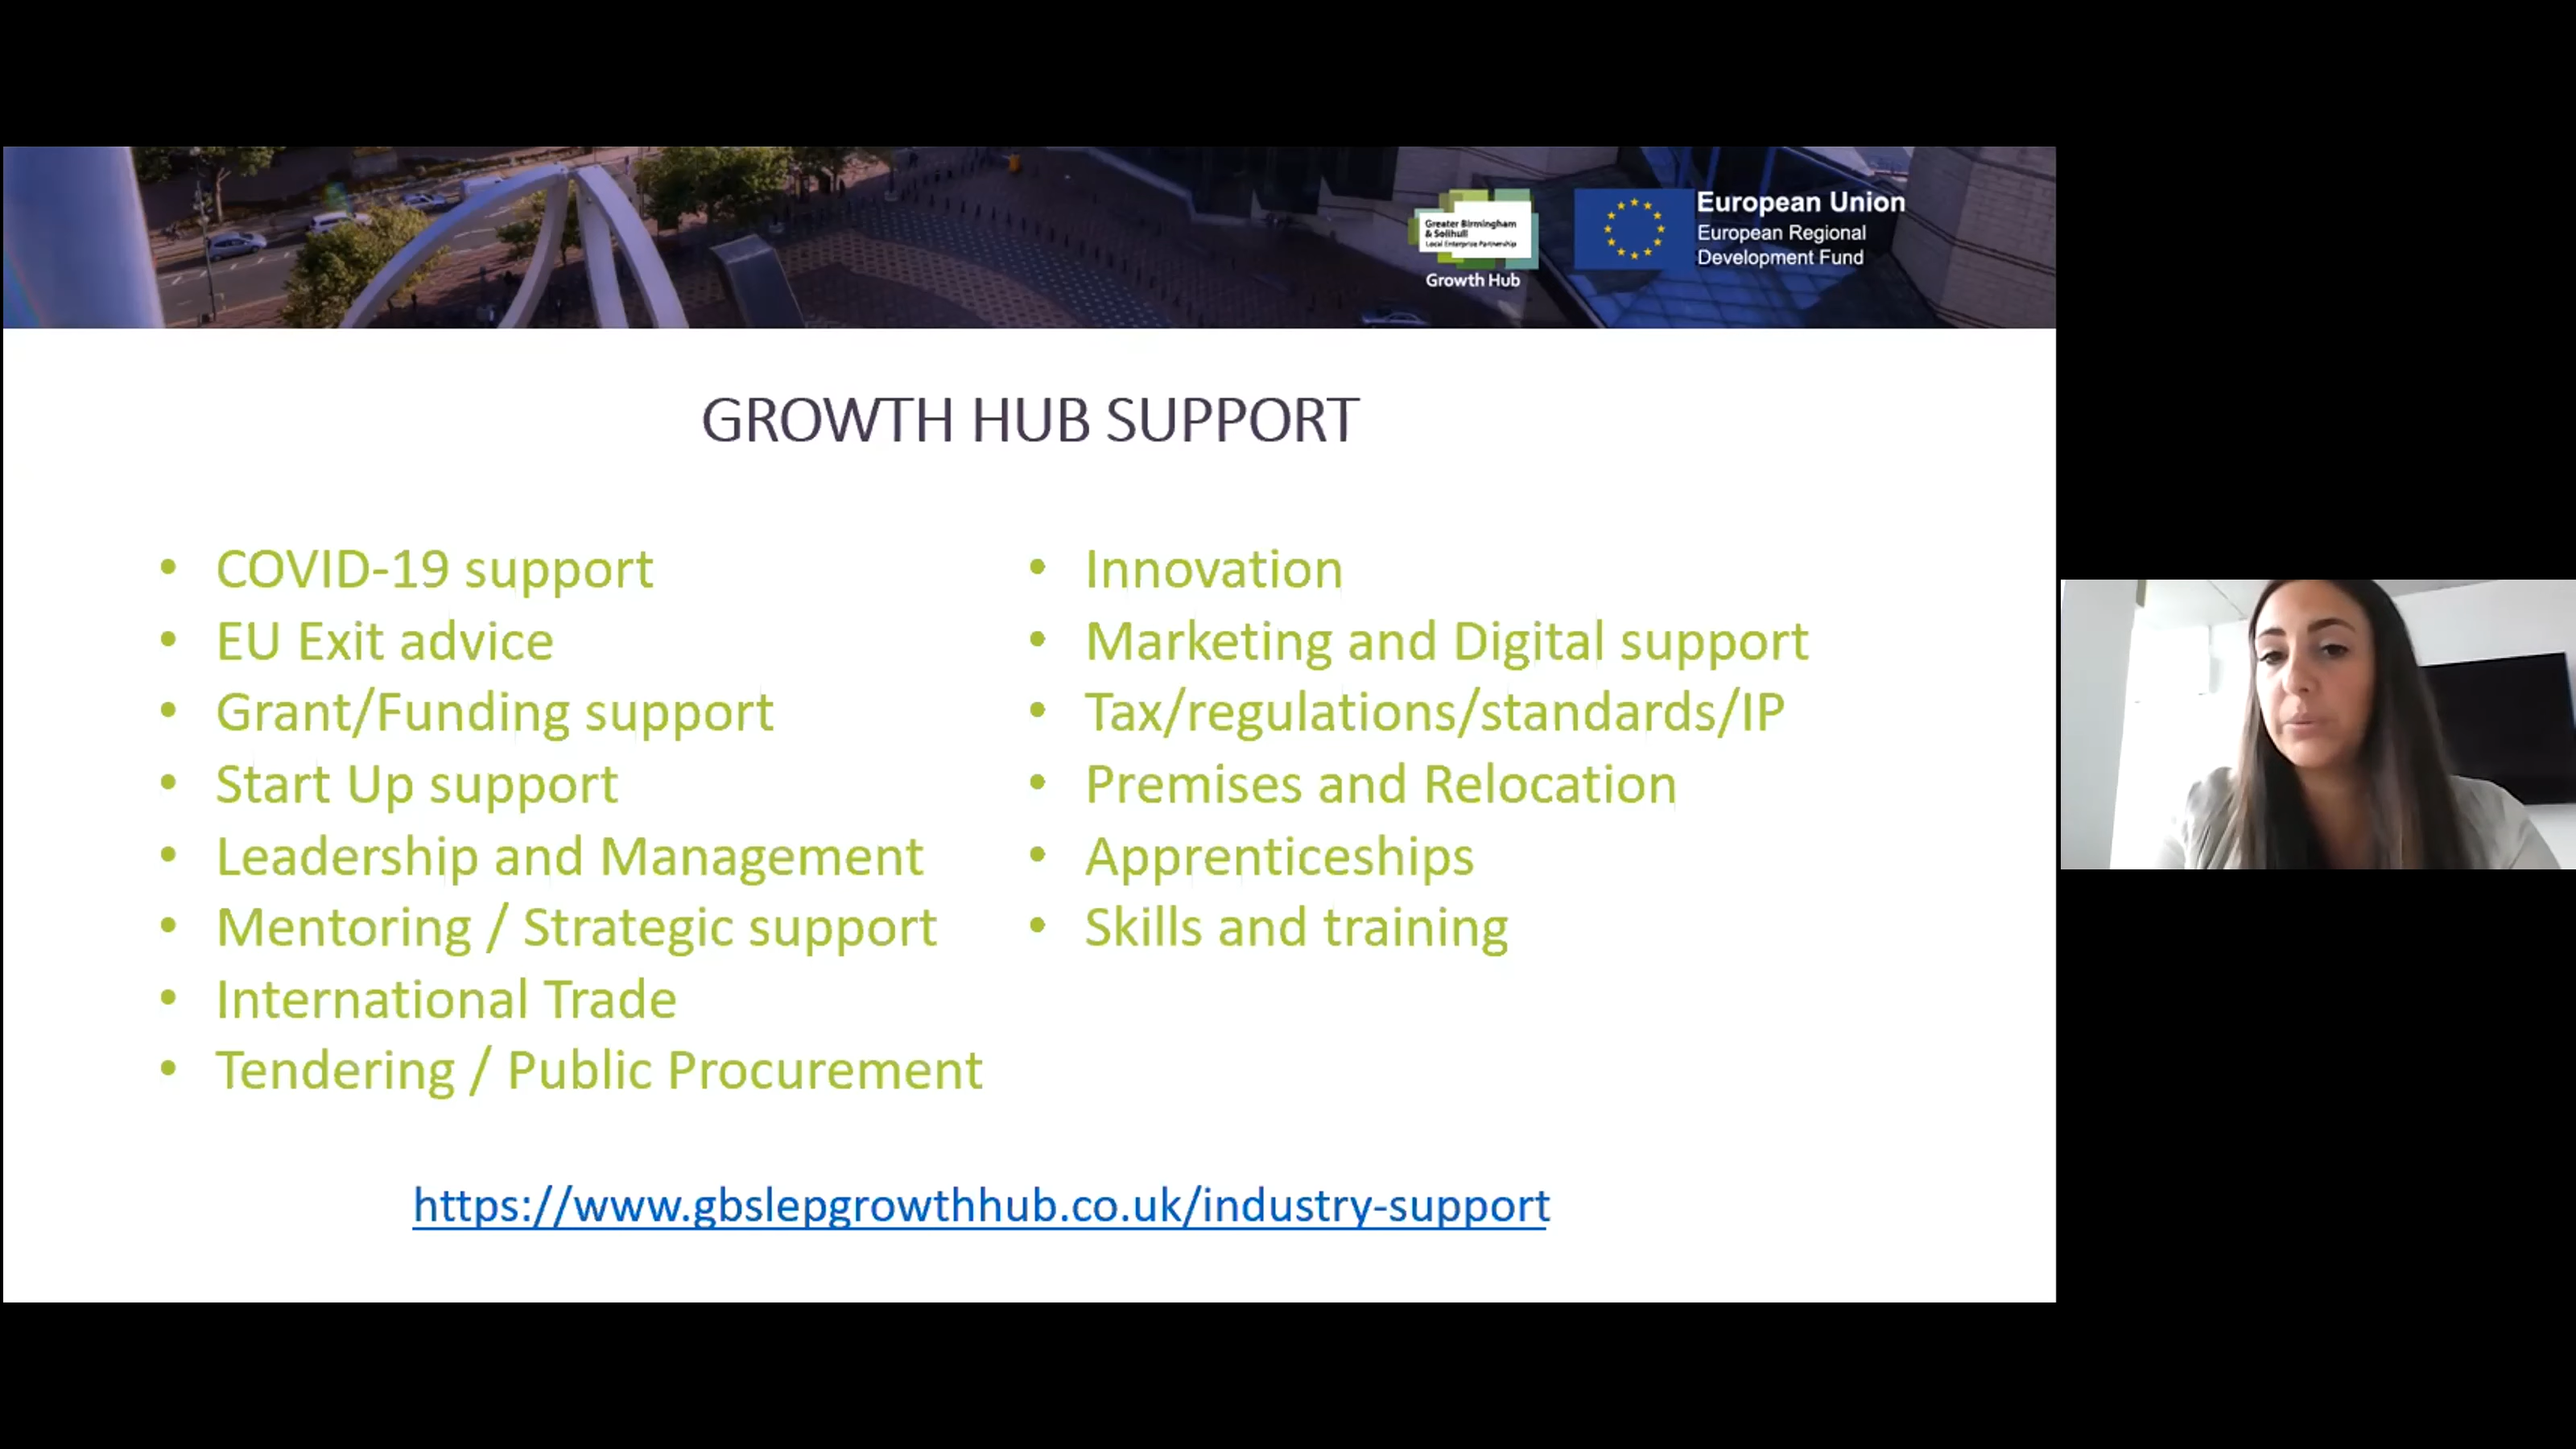 Greater Birmingham
& Solihull
Local Enterprise Partnership
Growth Hub
European Union
European Regional
Development Fund
GROWTH HUB SUPPORT
• COVID-19 support
• EU Exit advice
• Grant/Funding support
• Start Up support
• Leadership and Management
• Mentoring / Strategic support
• International Trade
• Tendering / Public Procurement
• Innovation
• Marketing and Digital support
• Tax/regulations/standards/IP
• Premises and Relocation
• Apprenticeships
• Skills and training
https://www.gbslepgrowthhub.co.uk/industry-support